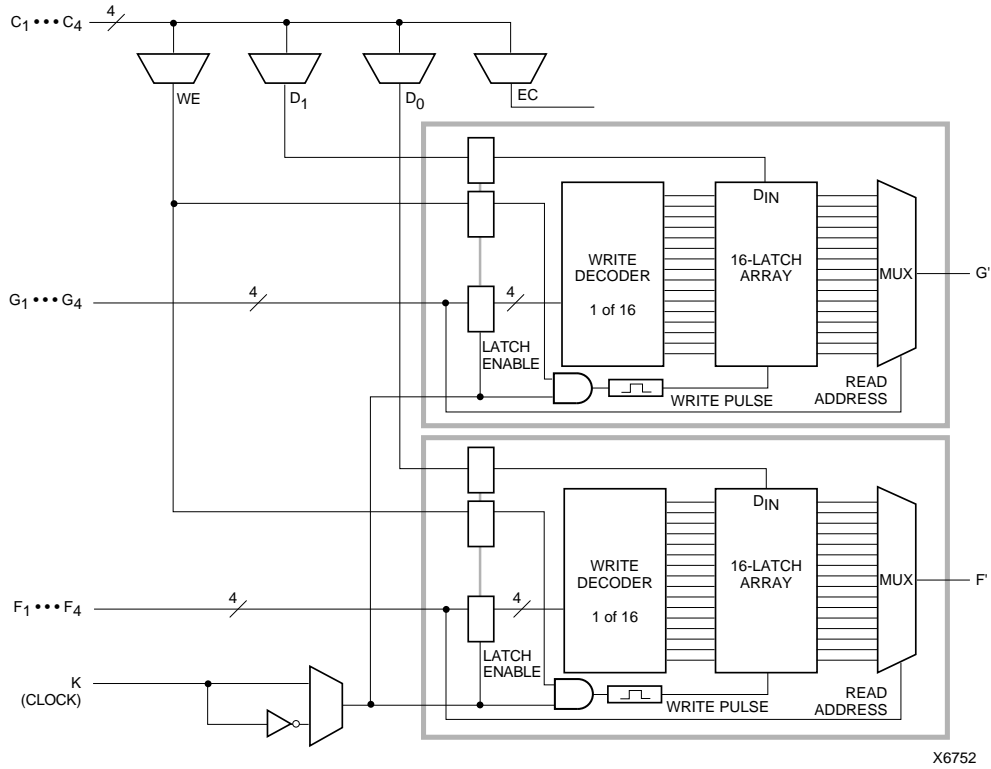 C1 • • • C4
4
WE
D1
D0
EC
DIN
WRITE
DECODER
1 of 16
16-LATCH
ARRAY
MUX
G'
G1 • • • G4
4
4
LATCH
ENABLE
WRITE PULSE
READ
ADDRESS
DIN
WRITE
DECODER
1 of 16
16-LATCH
ARRAY
MUX
F'
F1 • • • F4
4
4
LATCH
ENABLE
WRITE PULSE
READ
ADDRESS
K
(CLOCK)
X6752